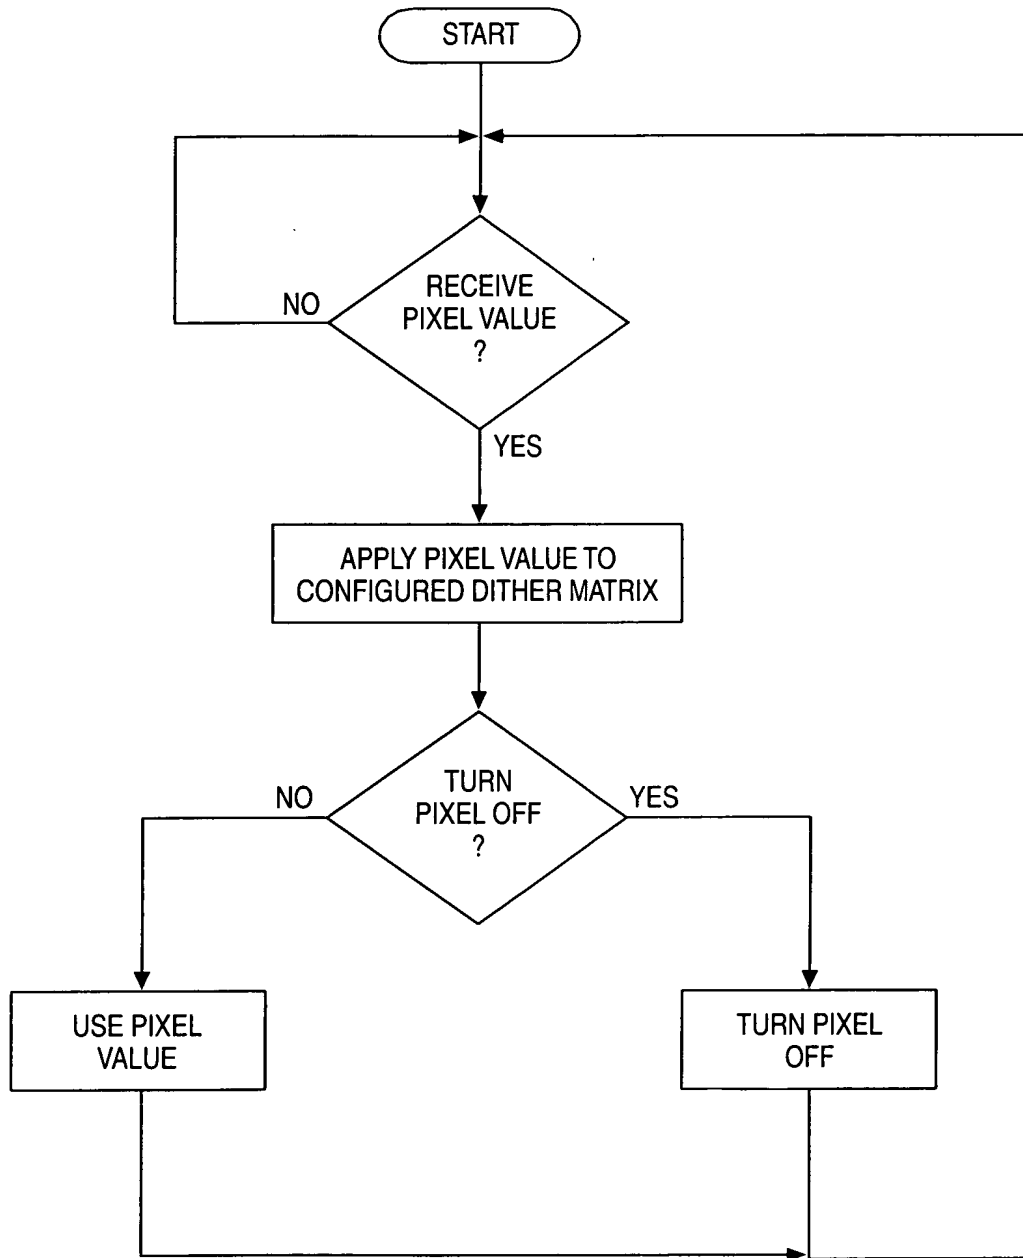 START
RECEIVE
PIXEL VALUE
?
NO
YES
APPLY PIXEL VALUE TO
CONFIGURED DITHER MATRIX
TURN
PIXEL OFF
?
NO
YES
USE PIXEL
VALUE
TURN PIXEL
OFF